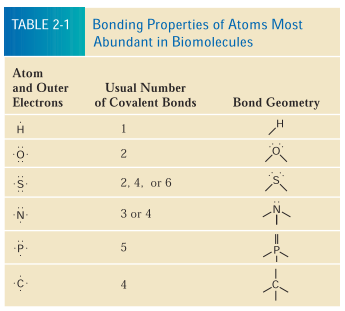 TABLE 2-1 Bonding Properties of Atoms Most
Abundant in Biomolecules
Atom
and Outer Usual Number
Electrons of Covalent Bonds Bond Geometry
H 1 H
O 2 O
S 2, 4, or 6 S
N 3 or 4 N
P 5 P
C 4 C